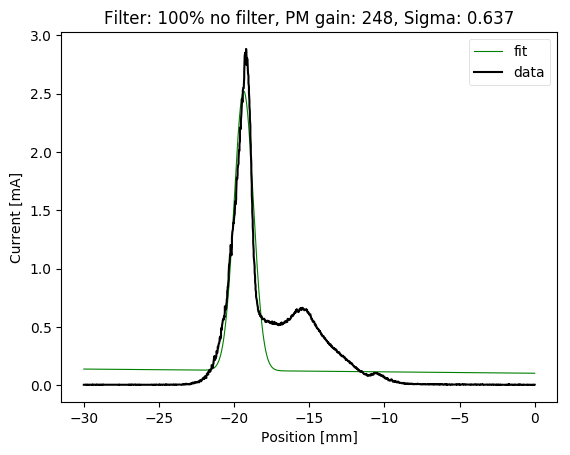 Filter: 100% no filter, PM gain: 248, Sigma: 0.637
fit
data
Current [mA]
3.0
2.5
2.0
1.5
1.0
0.5
0.0
−30 −25 −20 −15 −10 −5 0
Position [mm]